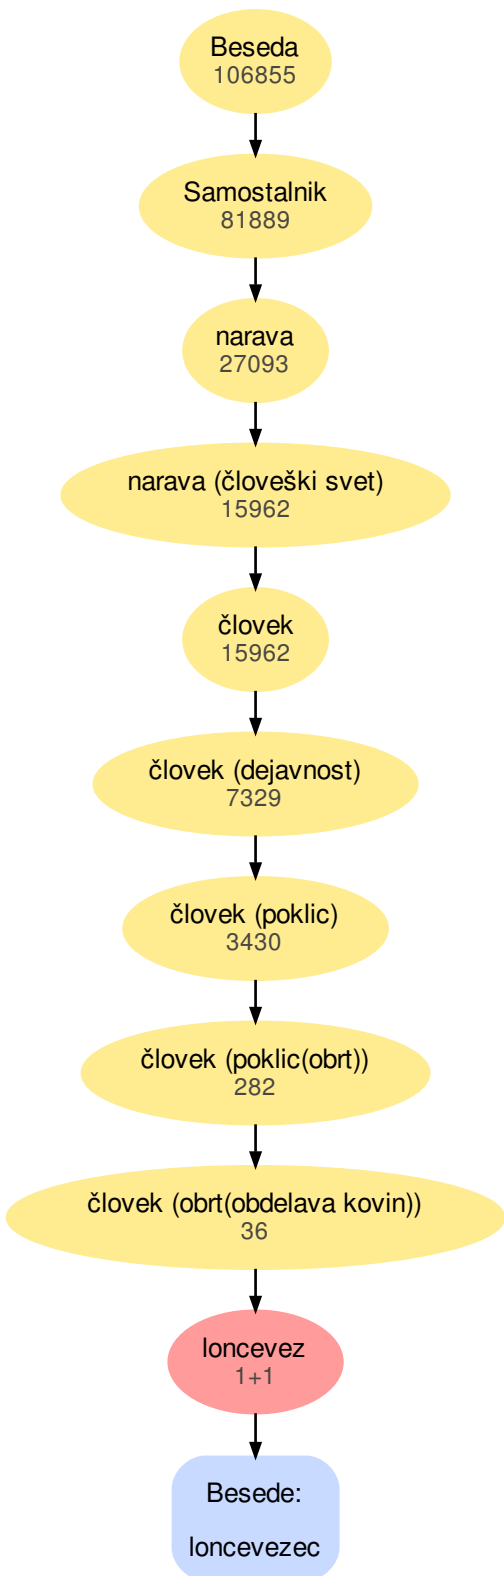 Beseda
106855
Samostalnik
81889
narava
27093
narava (človeški svet)
15962
človek
15962
človek (dejavnost)
7329
človek (poklic)
3430
človek (poklic(obrt))
282
človek (obrt(obdelava kovin))
36
loncevez
1+1
Besede:
loncevezec